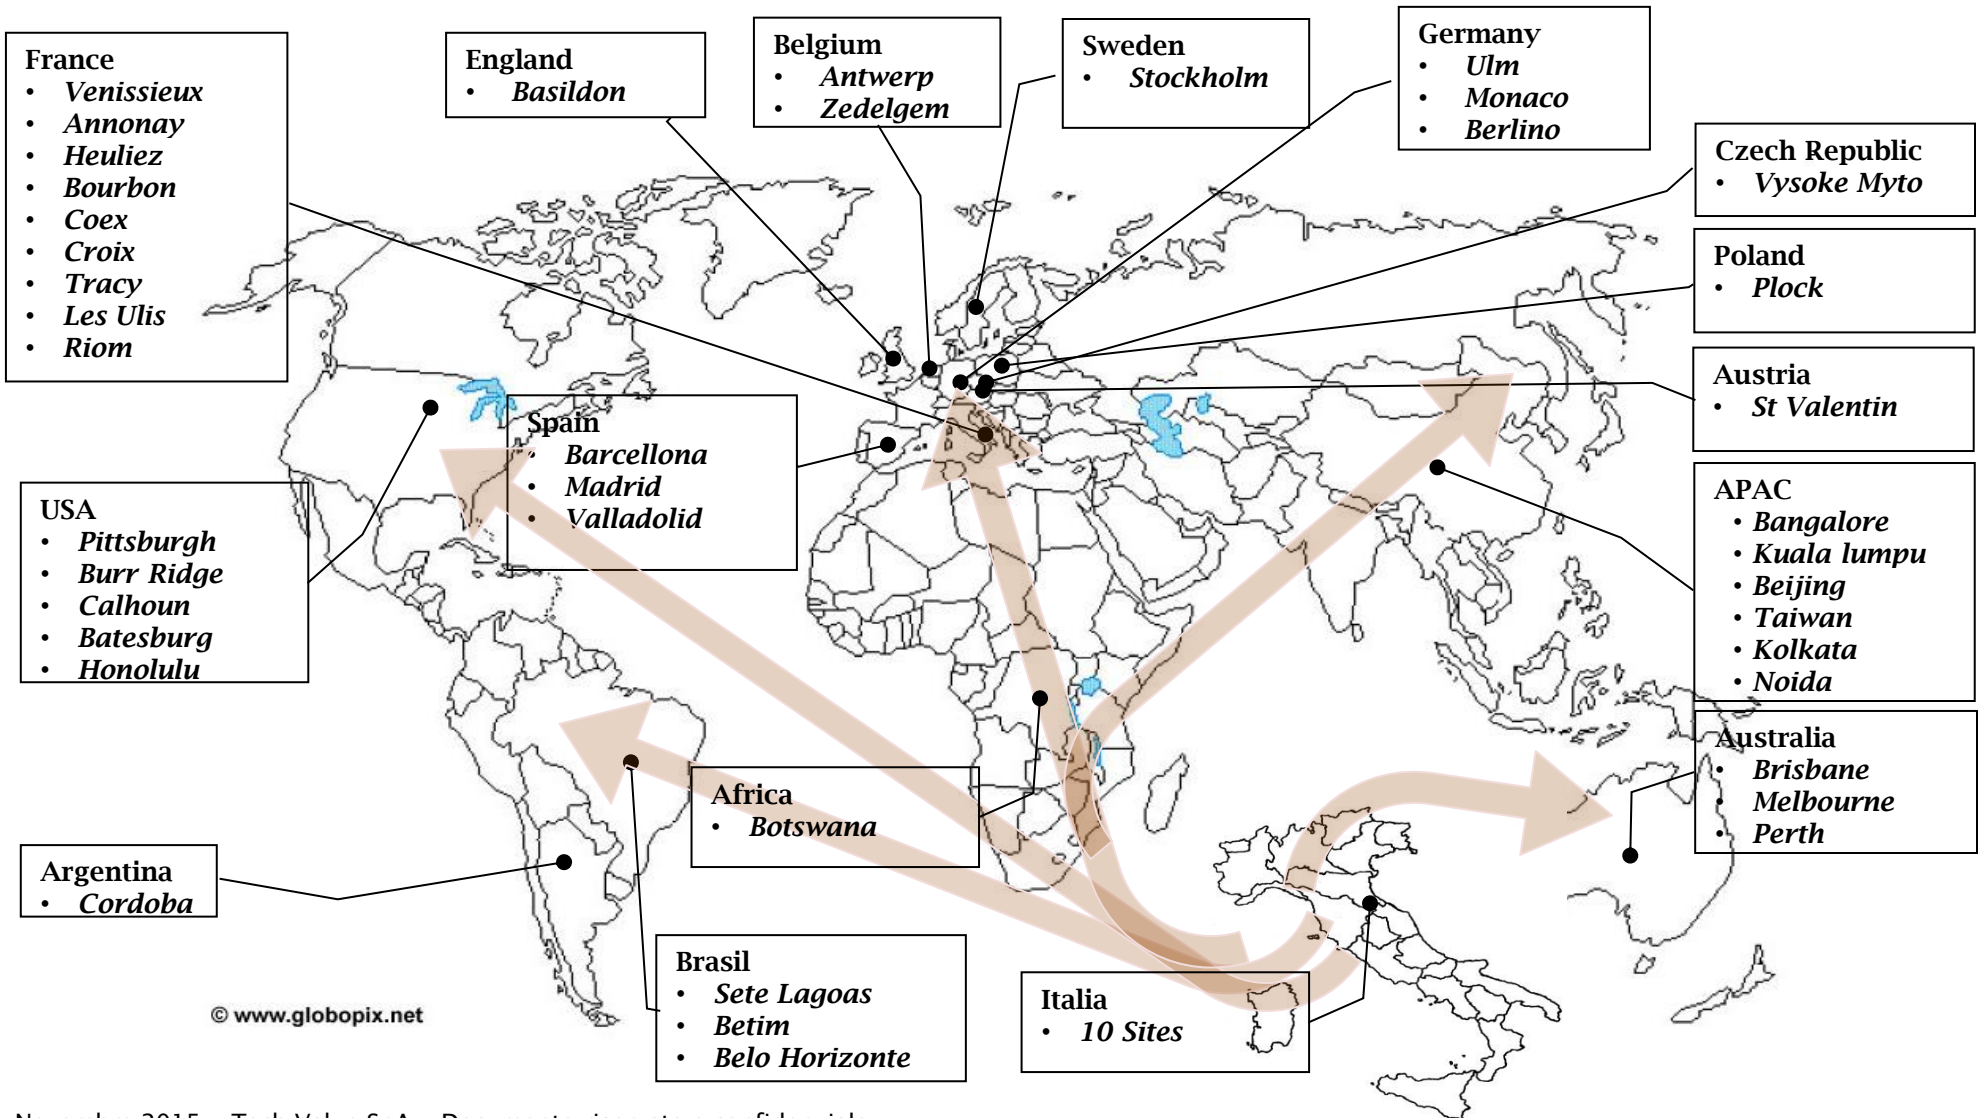 France
• Venissieux
• Annonay
• Heuliez
• Bourbon
• Coex
• Croix
• Tracy
• Les Ulis
• Riom
England
• Basildon
Belgium
• Antwerp
• Zedelgem
Sweden
• Stockholm
Germany
• Ulm
• Monaco
• Berlino
Czech Republic
• Vysoke Myto
Poland
• Plock
Austria
• St Valentin
Spain
• Barcellona
• Madrid
• Valladolid
USA
• Pittsburgh
• Burr Ridge
• Calhoun
• Batesburg
• Honolulu
APAC
• Bangalore
• Kuala lumpu
• Beijing
• Taiwan
• Kolkata
• Noida
Australia
• Brisbane
• Melbourne
• Perth
Africa
• Botswana
Argentina
• Cordoba
Brasil
• Sete Lagoas
• Betim
• Belo Horizonte
Italia
• 10 Sites
© www.globopix.net